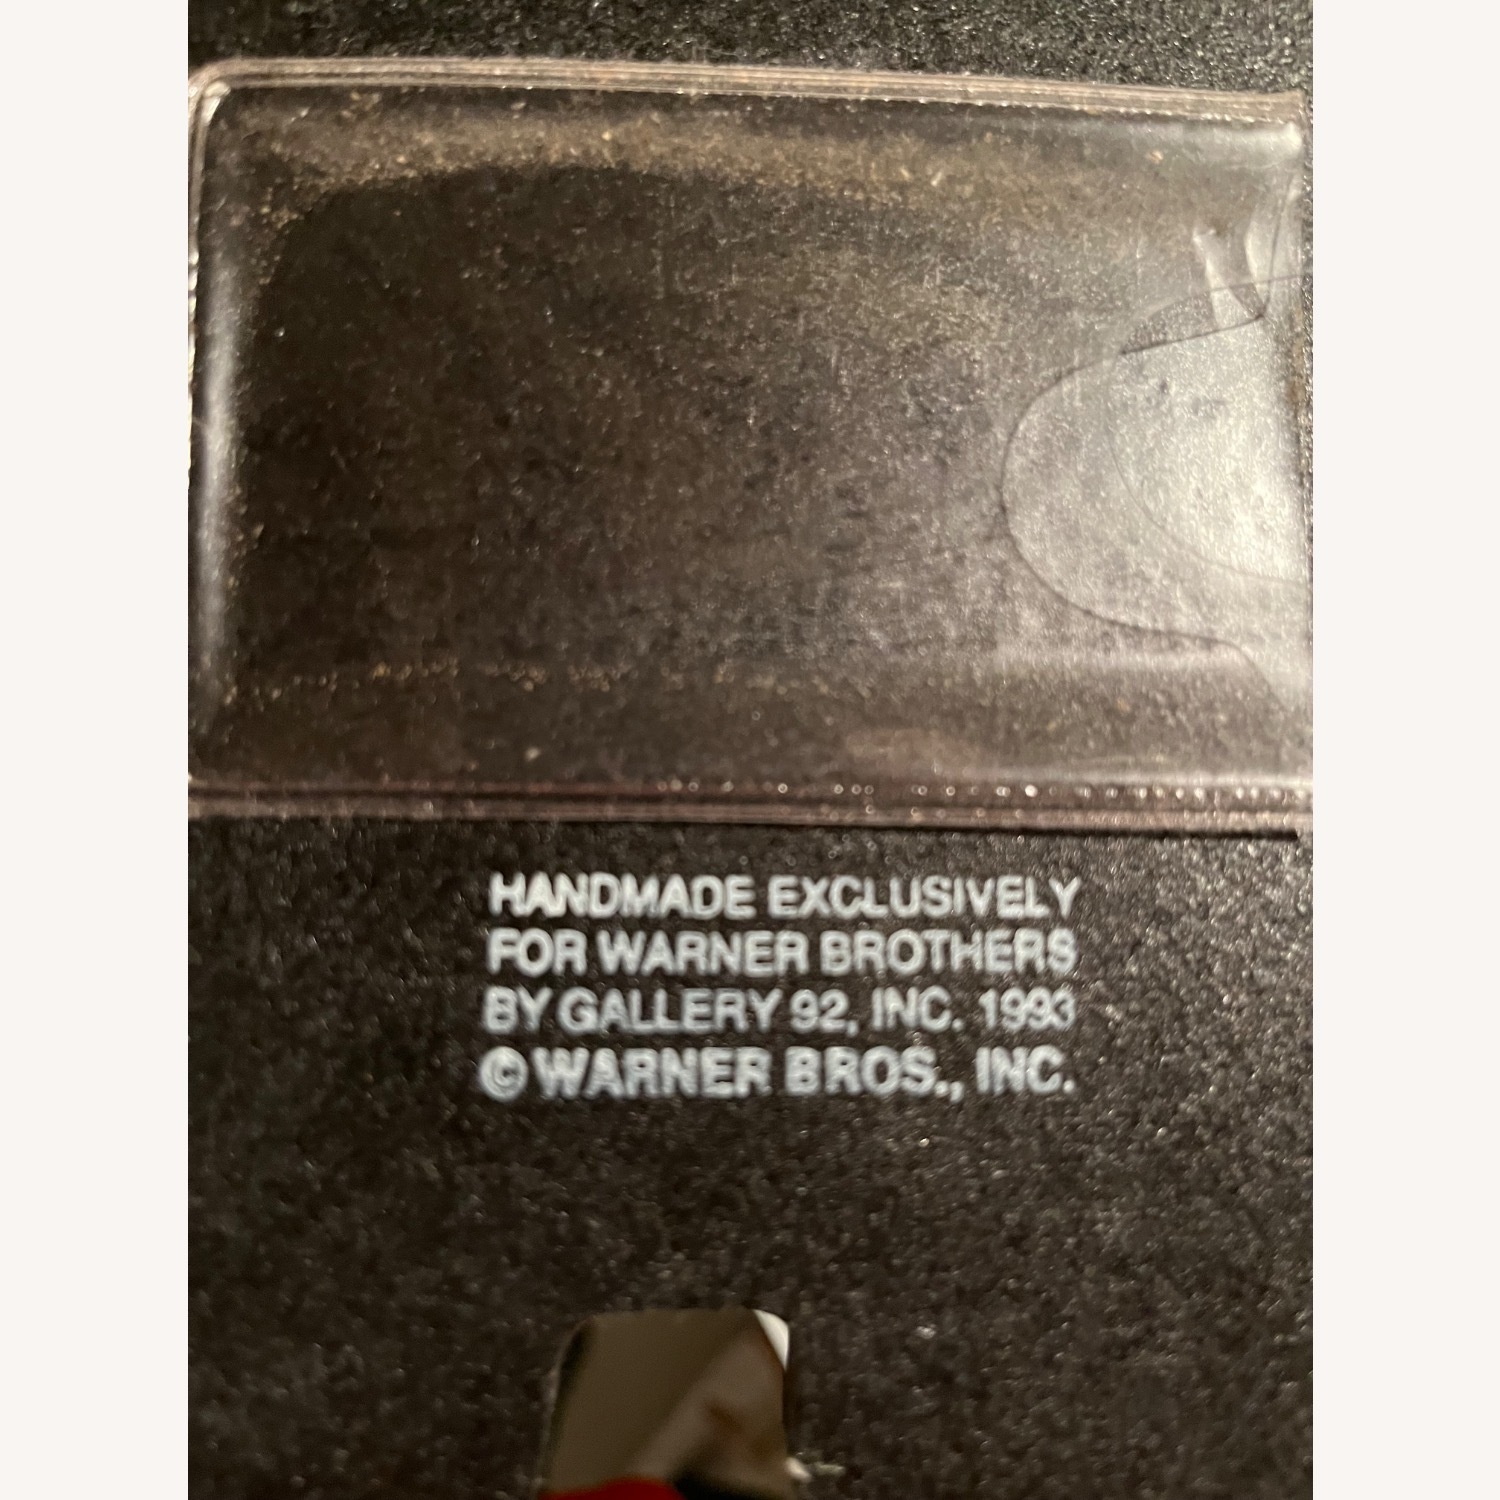 HANDMADE EXCLUSIVELY
FOR WARNER BROTHERS
BY GALLERY 92, INC. 1993
© WARNER BROS., INC.